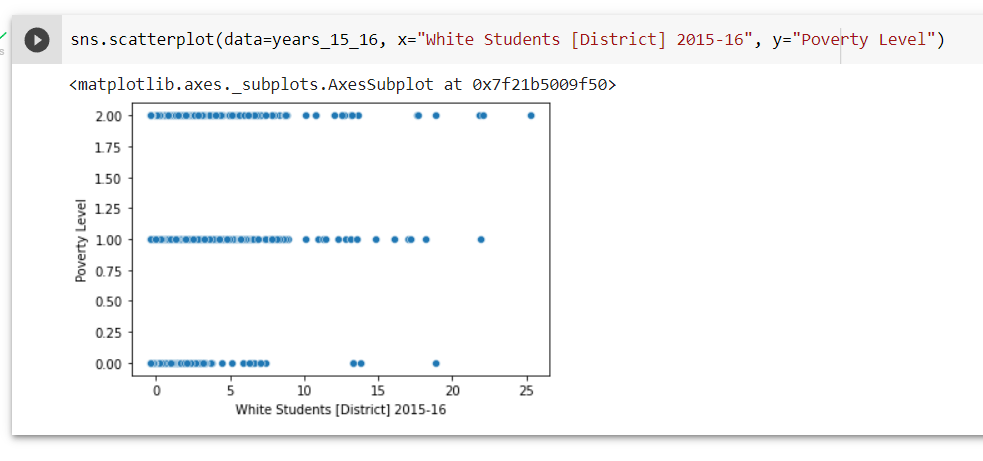 sns.scatterplot(data=years_15_16, x="White Students [District] 2015-16", y="Poverty Level")
<matplotlib.axes._subplots.AxesSubplot at 0x7f21b5009f50>
2.00
1.75
1.50
1.25
1.00
0.75
0.50
0.25
0.00
Poverty Level
0 5 10 15 20 25
White Students [District] 2015-16